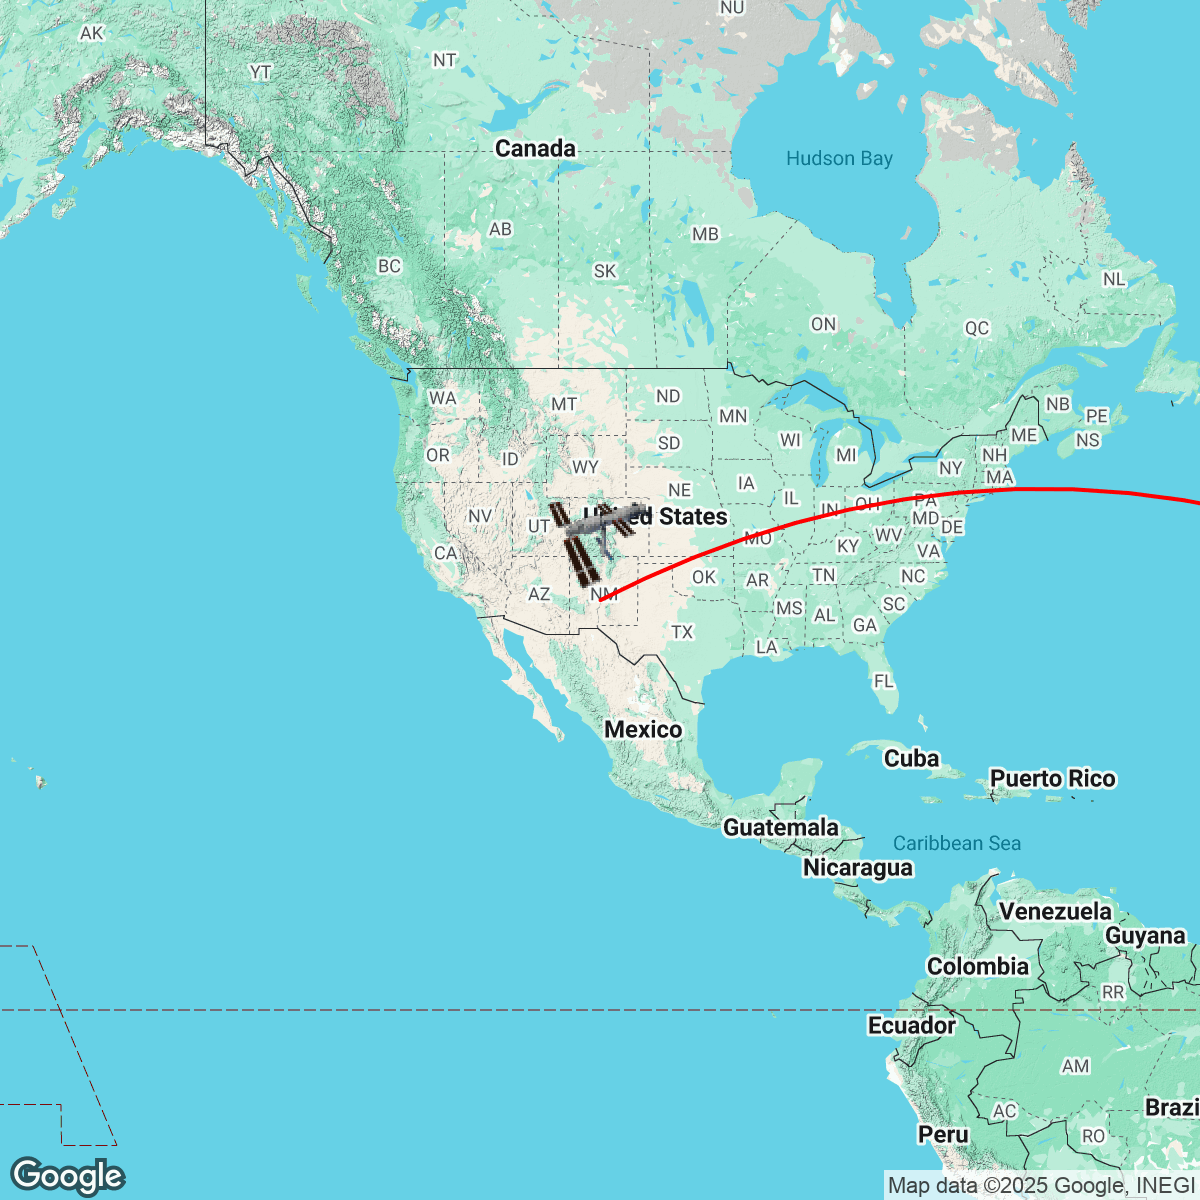 NU
AK
NT
YT
Canada
Hudson Bay
AB
MB
BC
SK
NL
ON
QC
WA
MT
ND
MN
NB
PE
ME
NS
OR
ID
WY
SD
WI
MI
NH
NY
MA
NV
UT
NE
IA
IL
IN
OH
PA
United States
MD
DE
CA
MO
KY
WV
VA
AZ
NM
OK
AR
TN
NC
MS
AL
SC
GA
TX
LA
FL
Mexico
Cuba
Puerto Rico
Guatemala
Caribbean Sea
Nicaragua
Venezuela
Guyana
Colombia
RR
Ecuador
AM
AC
Brazi
Peru
RO
Google
Map data ©2025 Google, INEGI